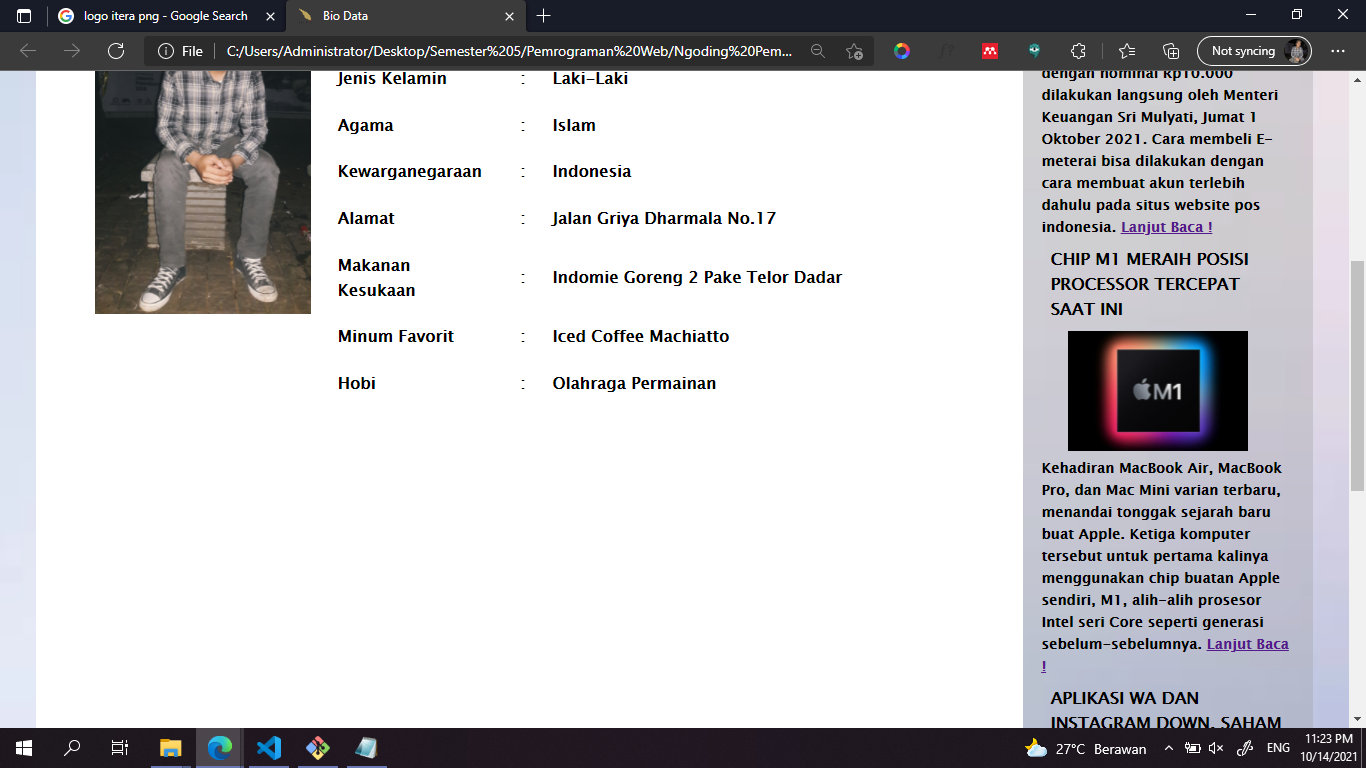 logo itera png - Google Search
Bio Data
File
C:/Users/Administrator/Desktop/Semester%205/Pemrograman%20Web/Ngoding%20Pem...
Not syncing
Jenis Kelamin : Laki-Laki
Agama : Islam
Kewarganegaraan : Indonesia
Alamat : Jalan Griya Dharmala No.17
Makanan
Kesukaan : Indomie Goreng 2 Pake Telor Dadar
Minum Favorit : Iced Coffee Machiatto
Hobi : Olahraga Permainan
dengan nominal Rp10.000
dilakukan langsung oleh Menteri
Keuangan Sri Mulyati, Jumat 1
Oktober 2021. Cara membeli E-
meterai bisa dilakukan dengan
cara membuat akun terlebih
dahulu pada situs website pos
indonesia. Lanjut Baca !
CHIP M1 MERAIH POSISI
PROCESSOR TERCEPAT
SAAT INI
M1
Kehadiran MacBook Air, MacBook
Pro, dan Mac Mini varian terbaru,
menandai tonggak sejarah baru
buat Apple. Ketiga komputer
tersebut untuk pertama kalinya
menggunakan chip buatan Apple
sendiri, M1, alih-alih prosesor
Intel seri Core seperti generasi
sebelum-sebelumnya. Lanjut Baca
!
APLIKASI WA DAN
INSTAGRAM DOWN, SAHAM
27°C Berawan
ENG
11:23 PM
10/14/2021